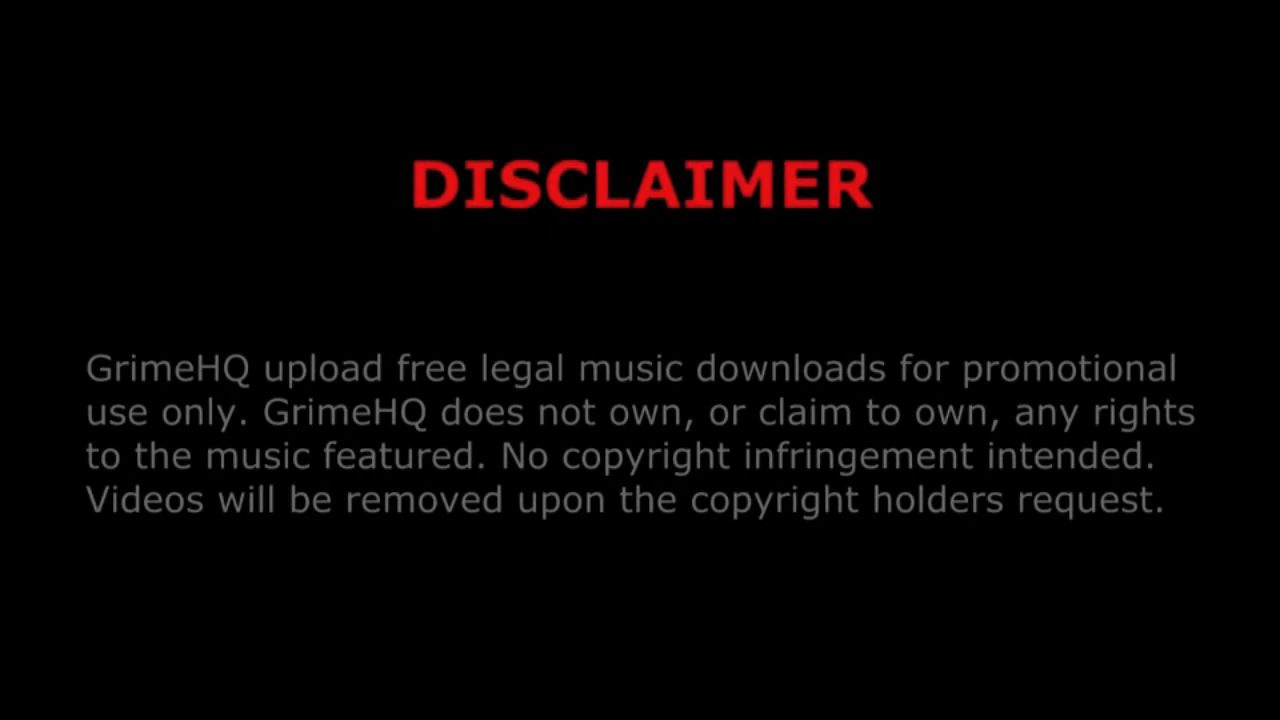 DISCLAIMER
GrimeHQ upload free legal music downloads for promotional
use only. GrimeHQ does not own, or claim to own, any rights
to the music featured. No copyright infringement intended.
Videos will be removed upon the copyright holders request.